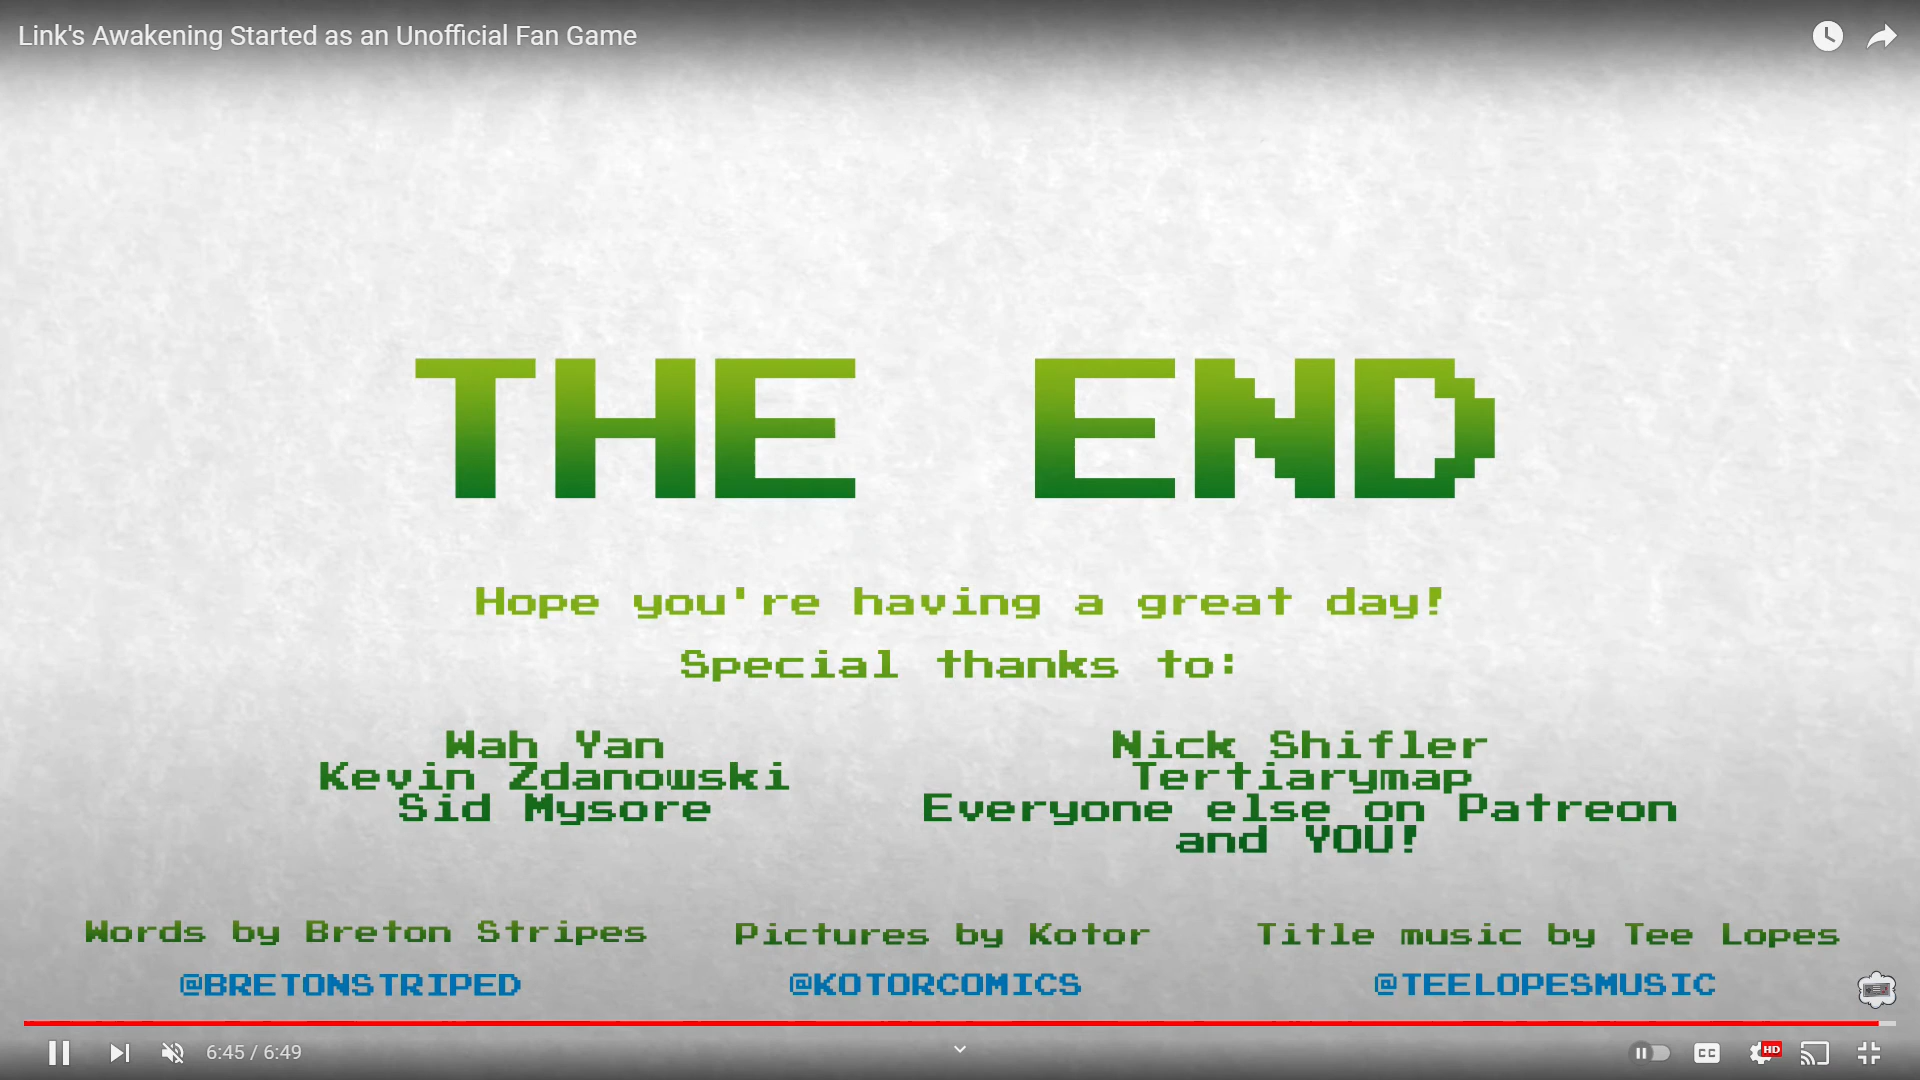 Link's Awakening Started as an Unofficial Fan Game
THE END
Hope you're having a great day!
Special thanks to:
Wah Yan
Kevin Zdanowski
Sid Mysore
Nick Shifler
Tertiarymap
Everyone else on Patreon
and YOU!
Words by Breton Stripes
@BRETONSTRIPED
Pictures by Kotor
@KOTORCOMICS
Title music by Tee Lopes
@TEELOPESMUSIC
6:45 / 6:49
CC
HD